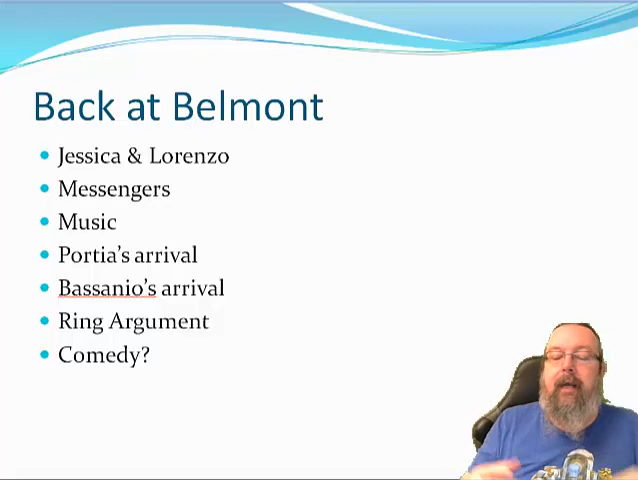 Back at Belmont
Jessica & Lorenzo
Messengers
Music
Portia's arrival
Bassanio's arrival
Ring Argument
Comedy?